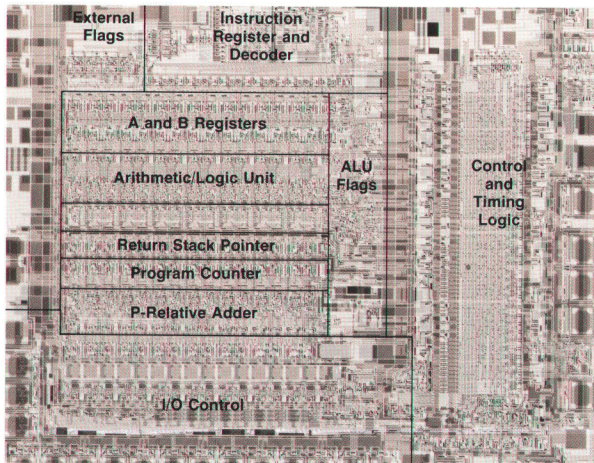 External
Flags
Instruction
Register and
Decoder
A and B Registers
Arithmetic/Logic Unit
ALU
Flags
Control
and
Timing
Logic
Return Stack Pointer
Program Counter
P-Relative Adder
I/O Control